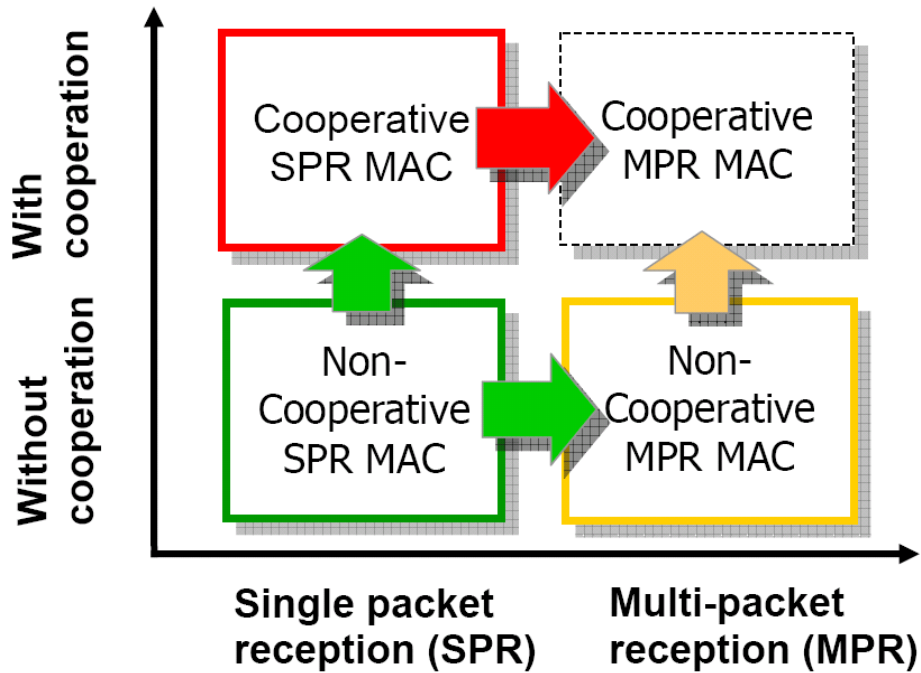 With
cooperation
Cooperative
SPR MAC
Cooperative
MPR MAC
Without
cooperation
Non-
Cooperative
SPR MAC
Non-
Cooperative
MPR MAC
Single packet
reception (SPR)
Multi-packet
reception (MPR)